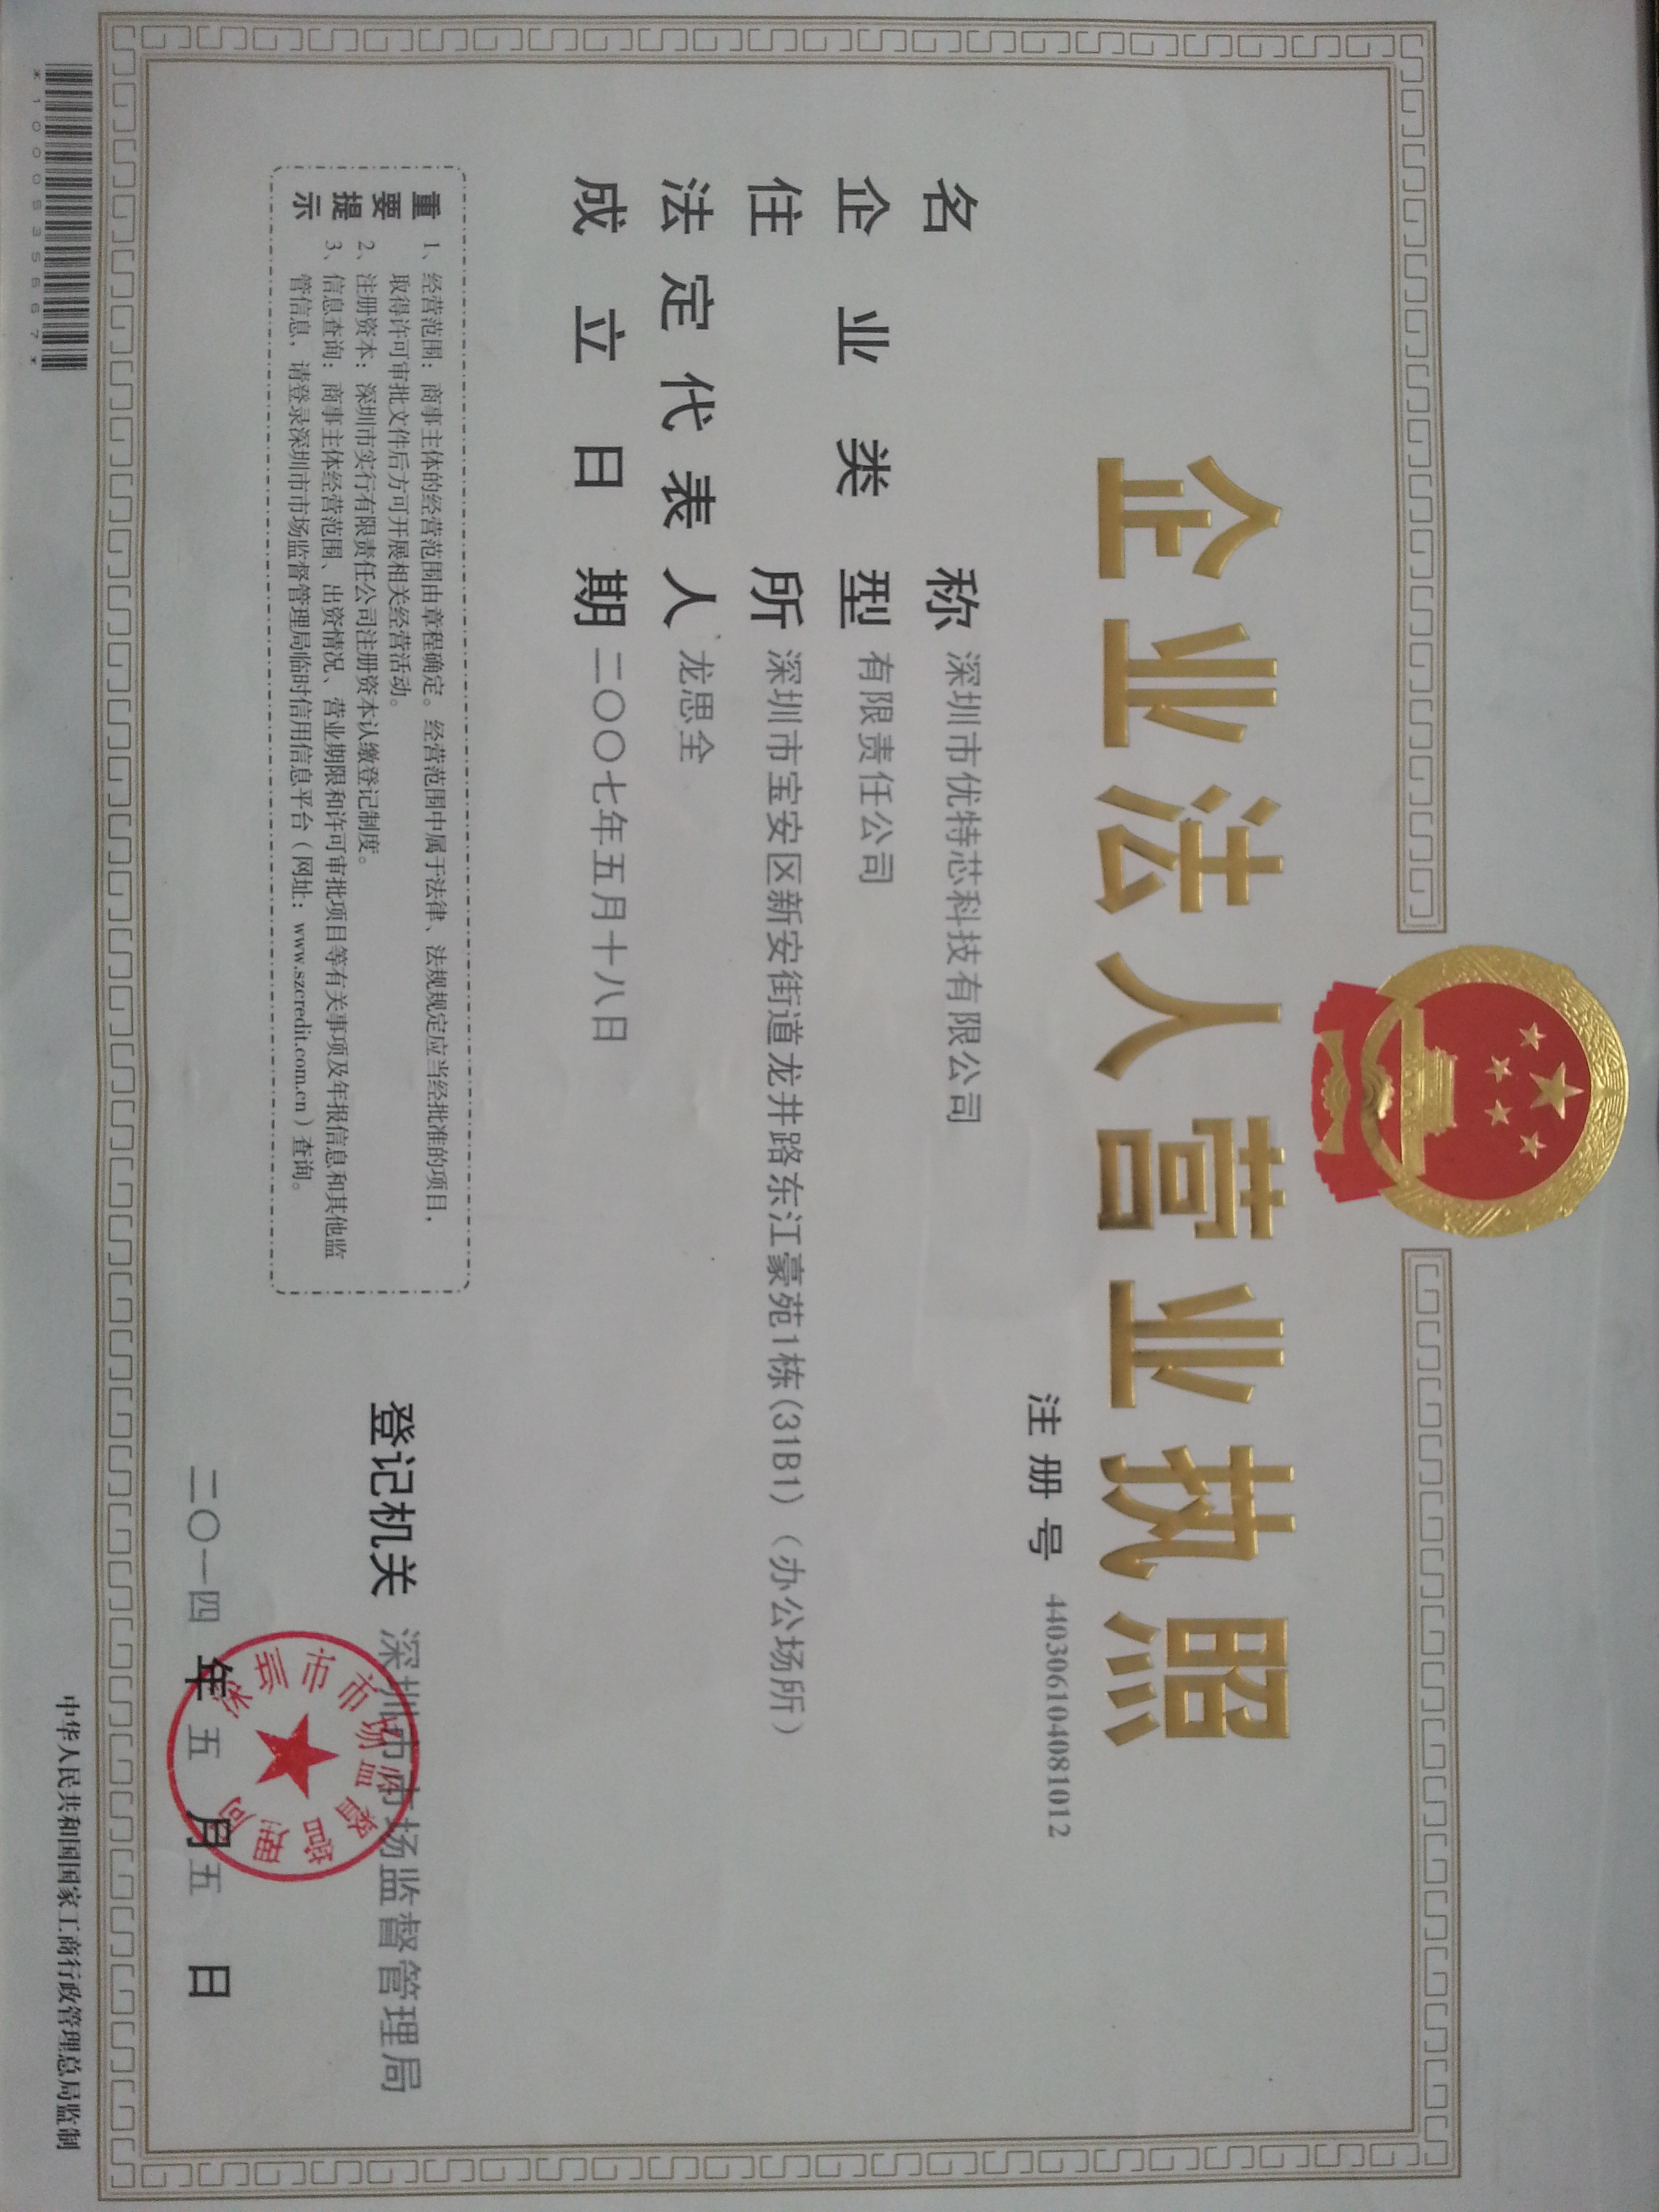 企业法人营业执照
注册号 440306104081012
名称 深圳市优特芯科技有限公司
企业类型 有限责任公司
住所 深圳市宝安区新安街道龙井路东江豪苑1栋(31B1)(办公场所)
法定代表人 龙思全
成立日期 二〇〇七年五月十八日
重要提示
1、经营范围：商事主体的经营范围由章程确定。经营范围中属于法律、法规规定应当经批准的项目，
取得许可审批文件后方可开展相关经营活动。
2、注册资本：深圳市实行有限责任公司注册资本认缴登记制度。
3、信息查询：商事主体经营范围、出资情况、营业期限和许可审批项目等有关事项及年报信息和其他监
管信息，请登录深圳市市场监督管理局临时信用信息平台（网址：www.szcredit.com.cn）查询。
登记机关 深圳市市场监督管理局
深圳市市场监督管理局
二〇一四年五月五日
*1000535567*
中华人民共和国国家工商行政管理总局监制